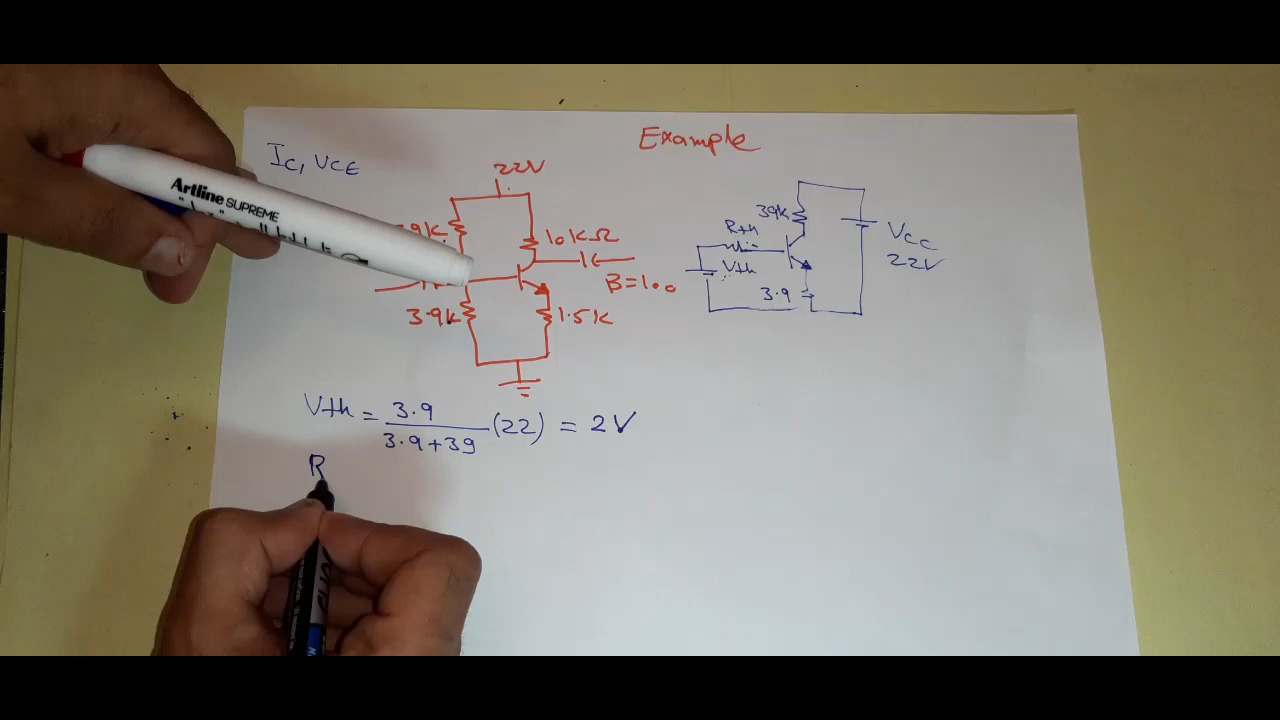 Example
IC, VCE
22V
39K
10KΩ
β=100
3.9K
1.5K
39K
Rth
Vth
3.9
VCC
22V
Vth = 3.9 / 3.9+39 (22) = 2V
R
Artline SUPREME